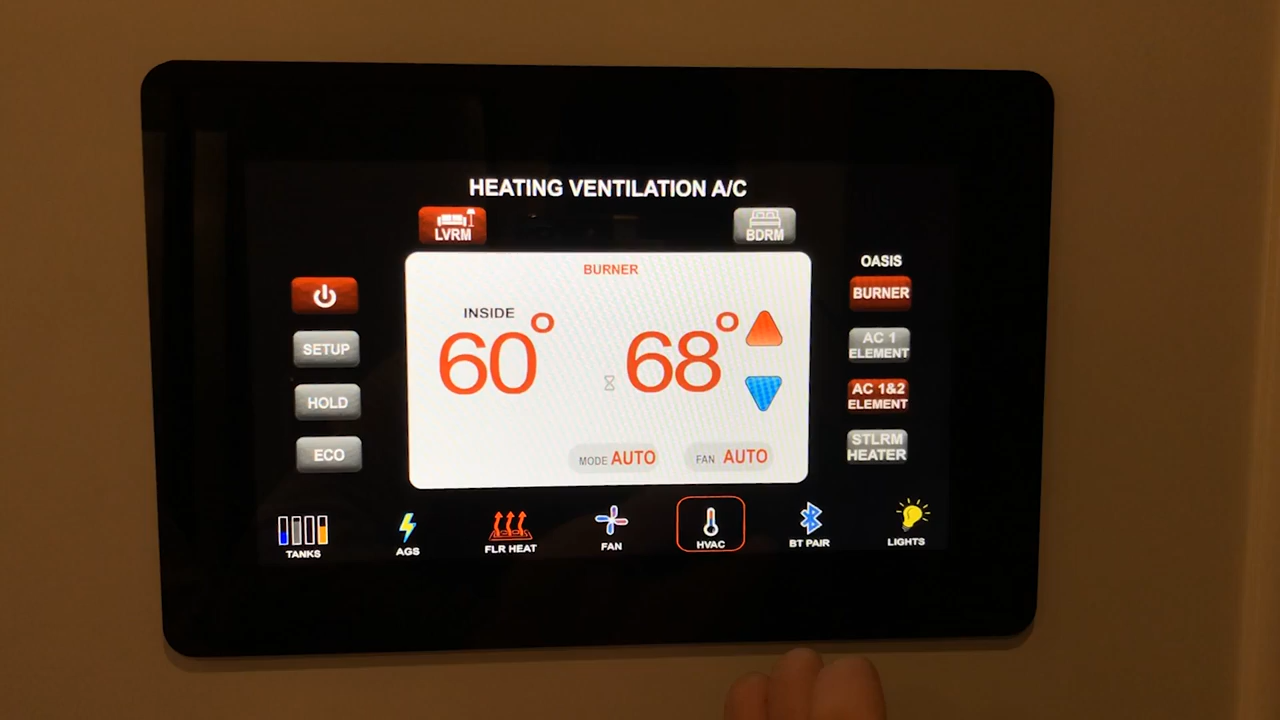 HEATING VENTILATION A/C
LVRM
BDRM
OASIS
BURNER
SETUP
HOLD
ECO
BURNER
INSIDE
60°
68°
MODE AUTO
FAN AUTO
AC 1
ELEMENT
AC 1&2
ELEMENT
STLRM
HEATER
TANKS
AGS
FLR HEAT
FAN
HVAC
BT PAIR
LIGHTS